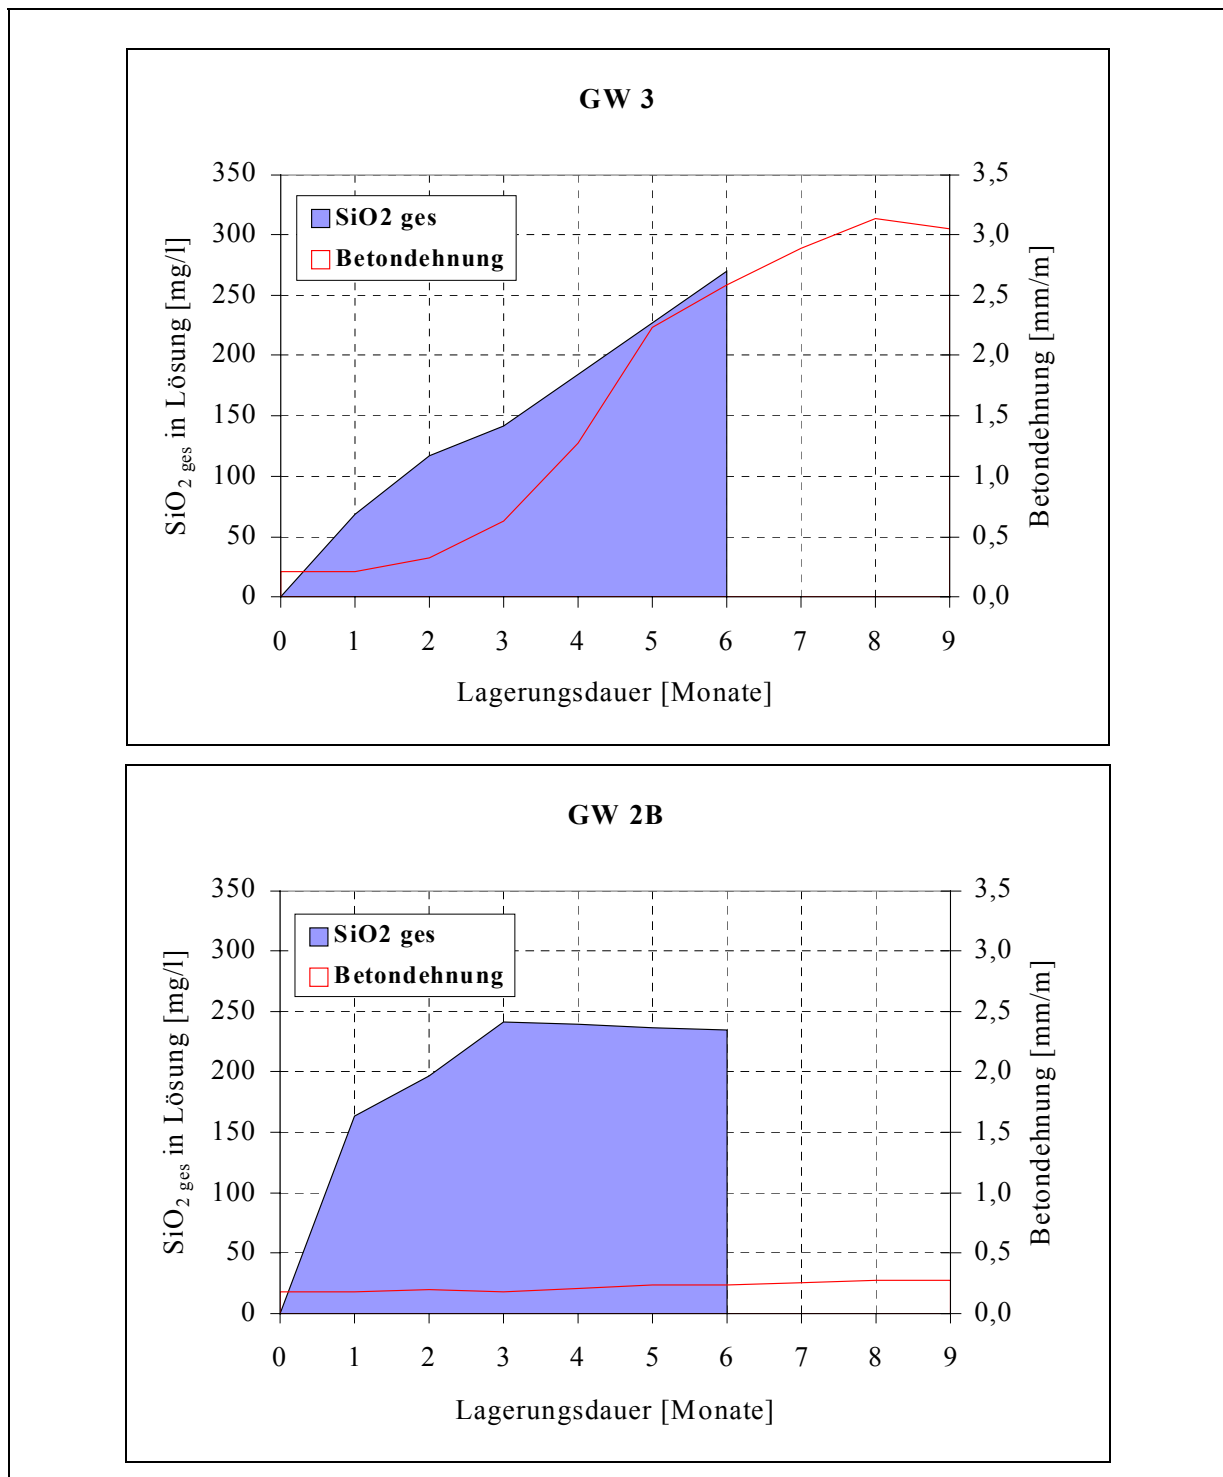 GW 3
350
300
250
200
150
100
50
0
SiO2 ges in Lösung [mg/l]
SiO2 ges
Betondehnung
3,5
3,0
2,5
2,0
1,5
1,0
0,5
0,0
Betondehnung [mm/m]
0 1 2 3 4 5 6 7 8 9
Lagerungsdauer [Monate]
GW 2B
350
300
250
200
150
100
50
0
SiO2 ges in Lösung [mg/l]
SiO2 ges
Betondehnung
3,5
3,0
2,5
2,0
1,5
1,0
0,5
0,0
Betondehnung [mm/m]
0 1 2 3 4 5 6 7 8 9
Lagerungsdauer [Monate]